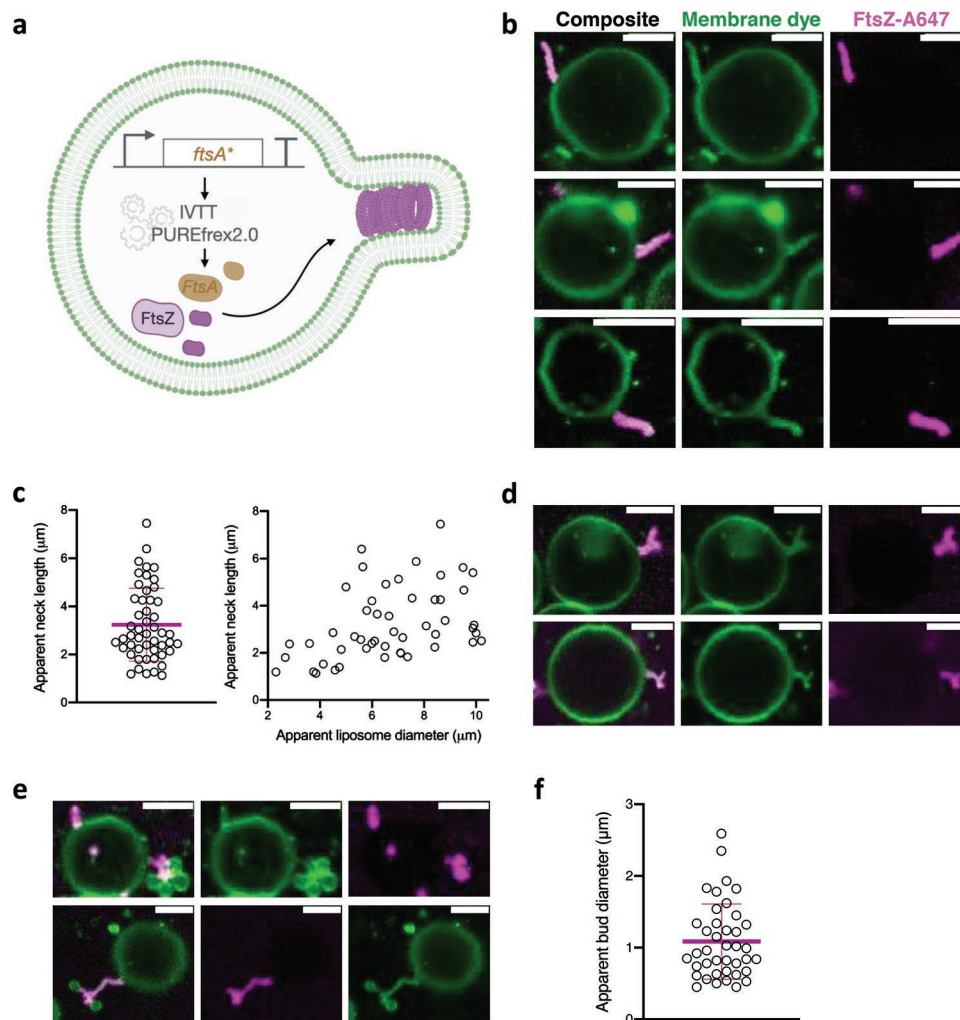 a
ftsA*
IVTT
PUREfrex2.0
FtsA
FtsZ
b
Composite
Membrane dye
FtsZ-A647
c
8
6
4
2
0
Apparent neck length (μm)
8
6
4
2
0
Apparent neck length (μm)
2
4
6
8
10
Apparent liposome diameter (μm)
d
e
f
3
2
1
0
Apparent bud diameter (μm)